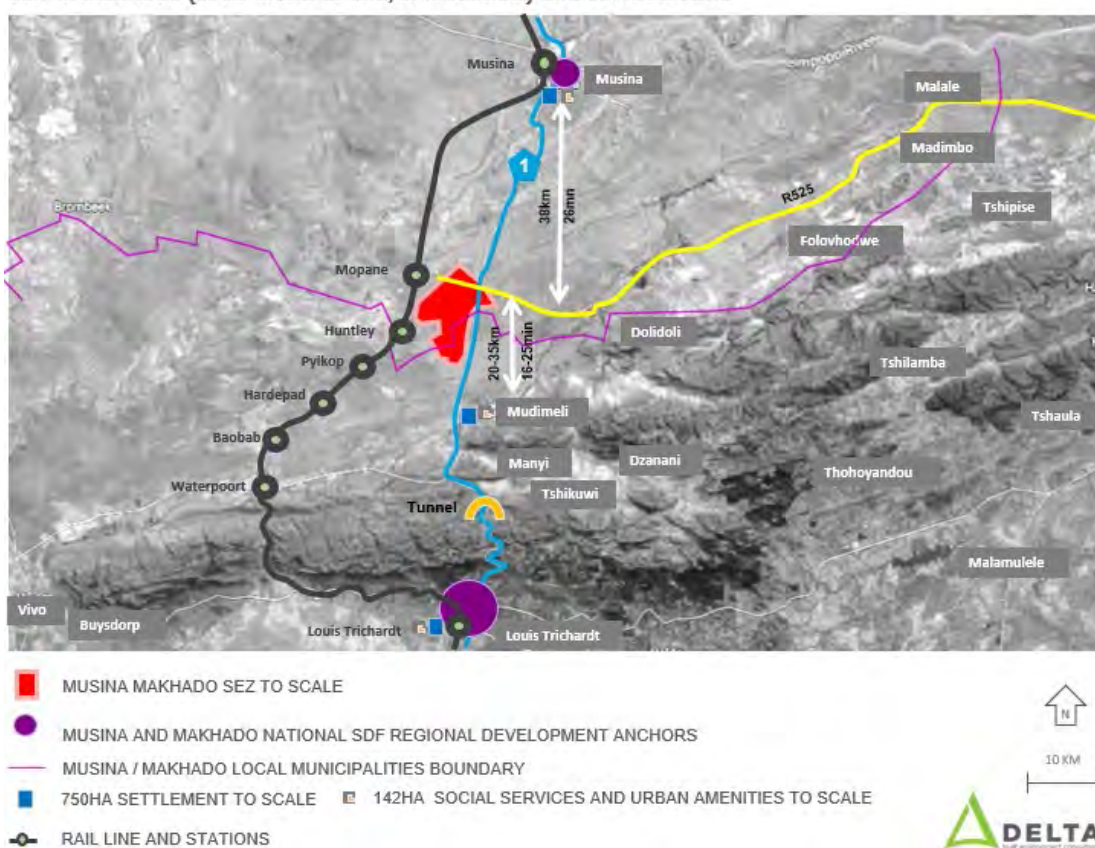 Musina
Musina
Malale
Madimbo
Brombeek
1
38km
26mn
R525
Tshipise
Folovhodwe
Mopane
Huntley
Dolidoli
Pylkop
20-35km
16-25min
Tshilamba
Hardepad
Mudimeli
Tshaula
Baobab
Manyi
Dzanani
Thohoyandou
Waterpoort
Tshikuwi
Tunnel
Malamulele
Vivo
Buysdorp
Louis Trichardt
Louis Trichardt
MUSINA MAKHADO SEZ TO SCALE
MUSINA AND MAKHADO NATIONAL SDF REGIONAL DEVELOPMENT ANCHORS
N
MUSINA / MAKHADO LOCAL MUNICIPALITIES BOUNDARY
10 KM
750HA SETTLEMENT TO SCALE 142HA SOCIAL SERVICES AND URBAN AMENITIES TO SCALE
RAIL LINE AND STATIONS
DELTA